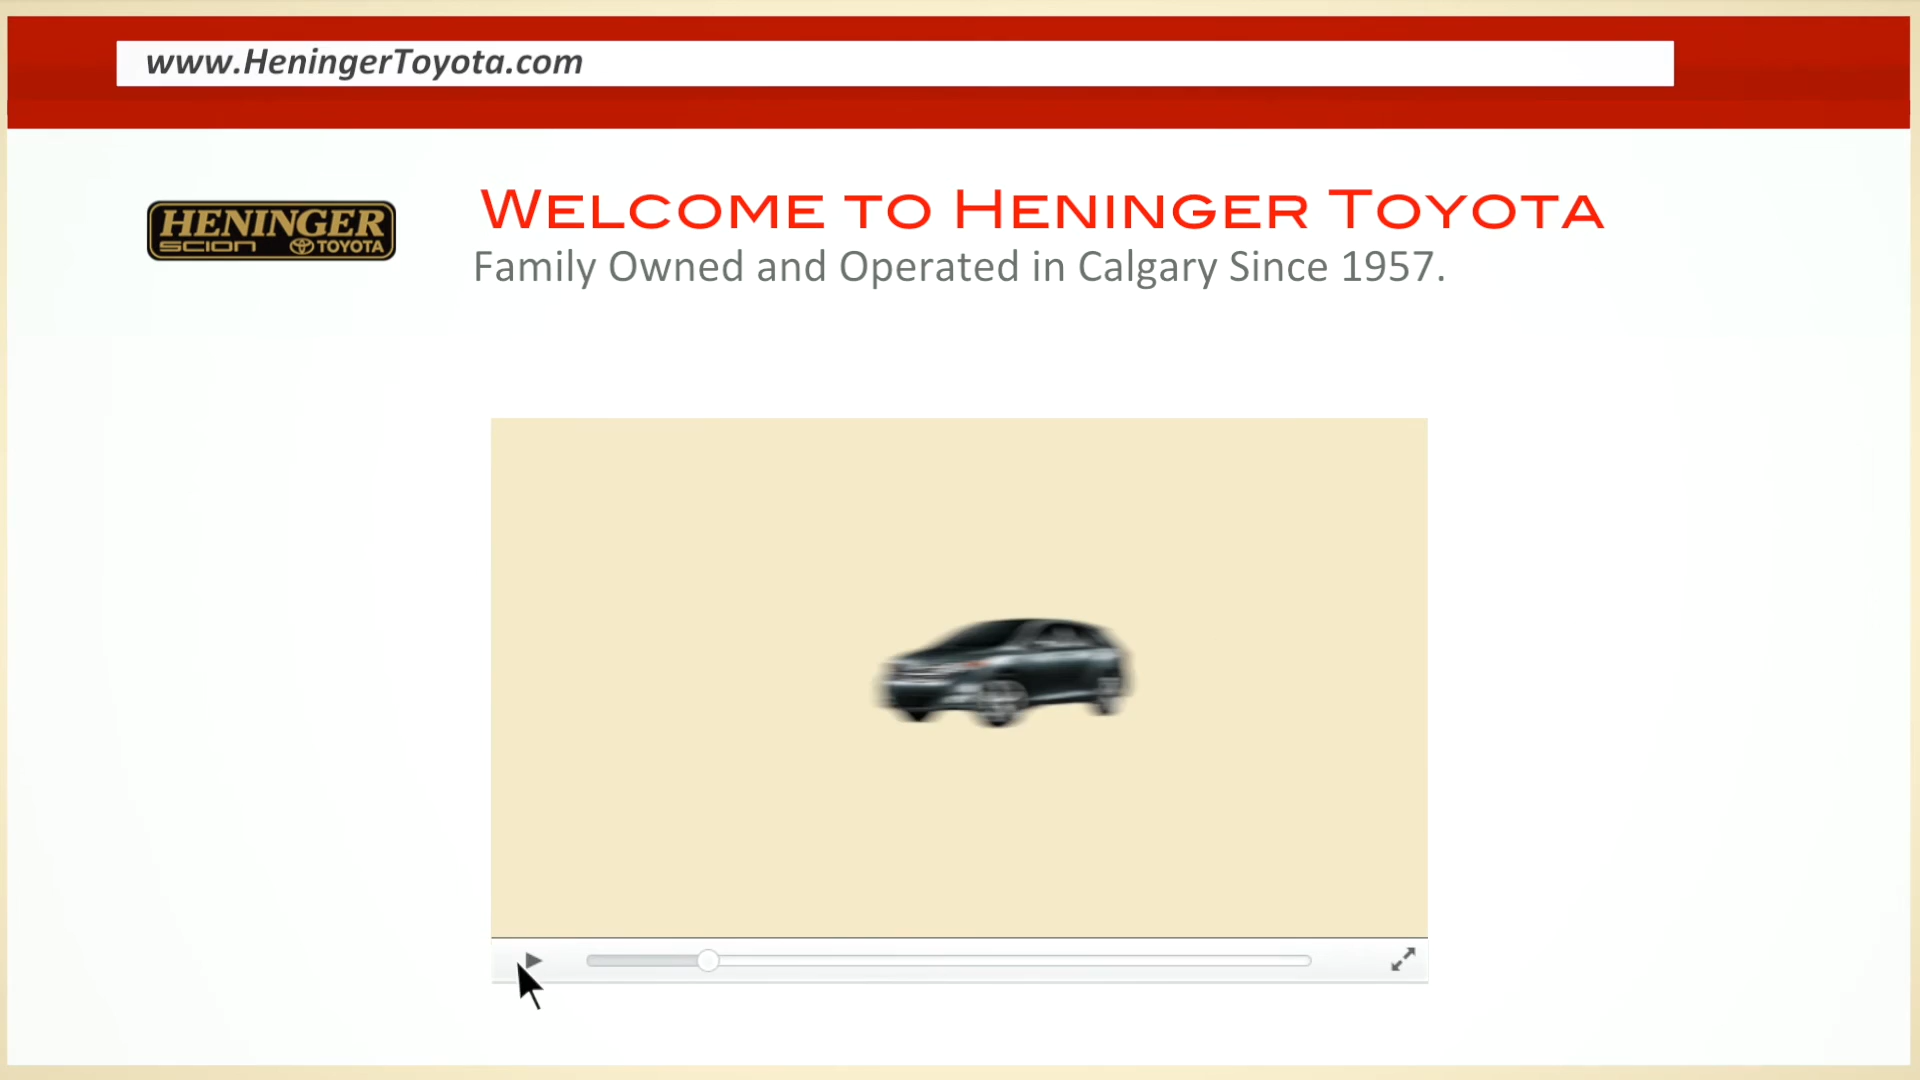 www.HeningerToyota.com
HENINGER
SCION TOYOTA
WELCOME TO HENINGER TOYOTA
Family Owned and Operated in Calgary Since 1957.